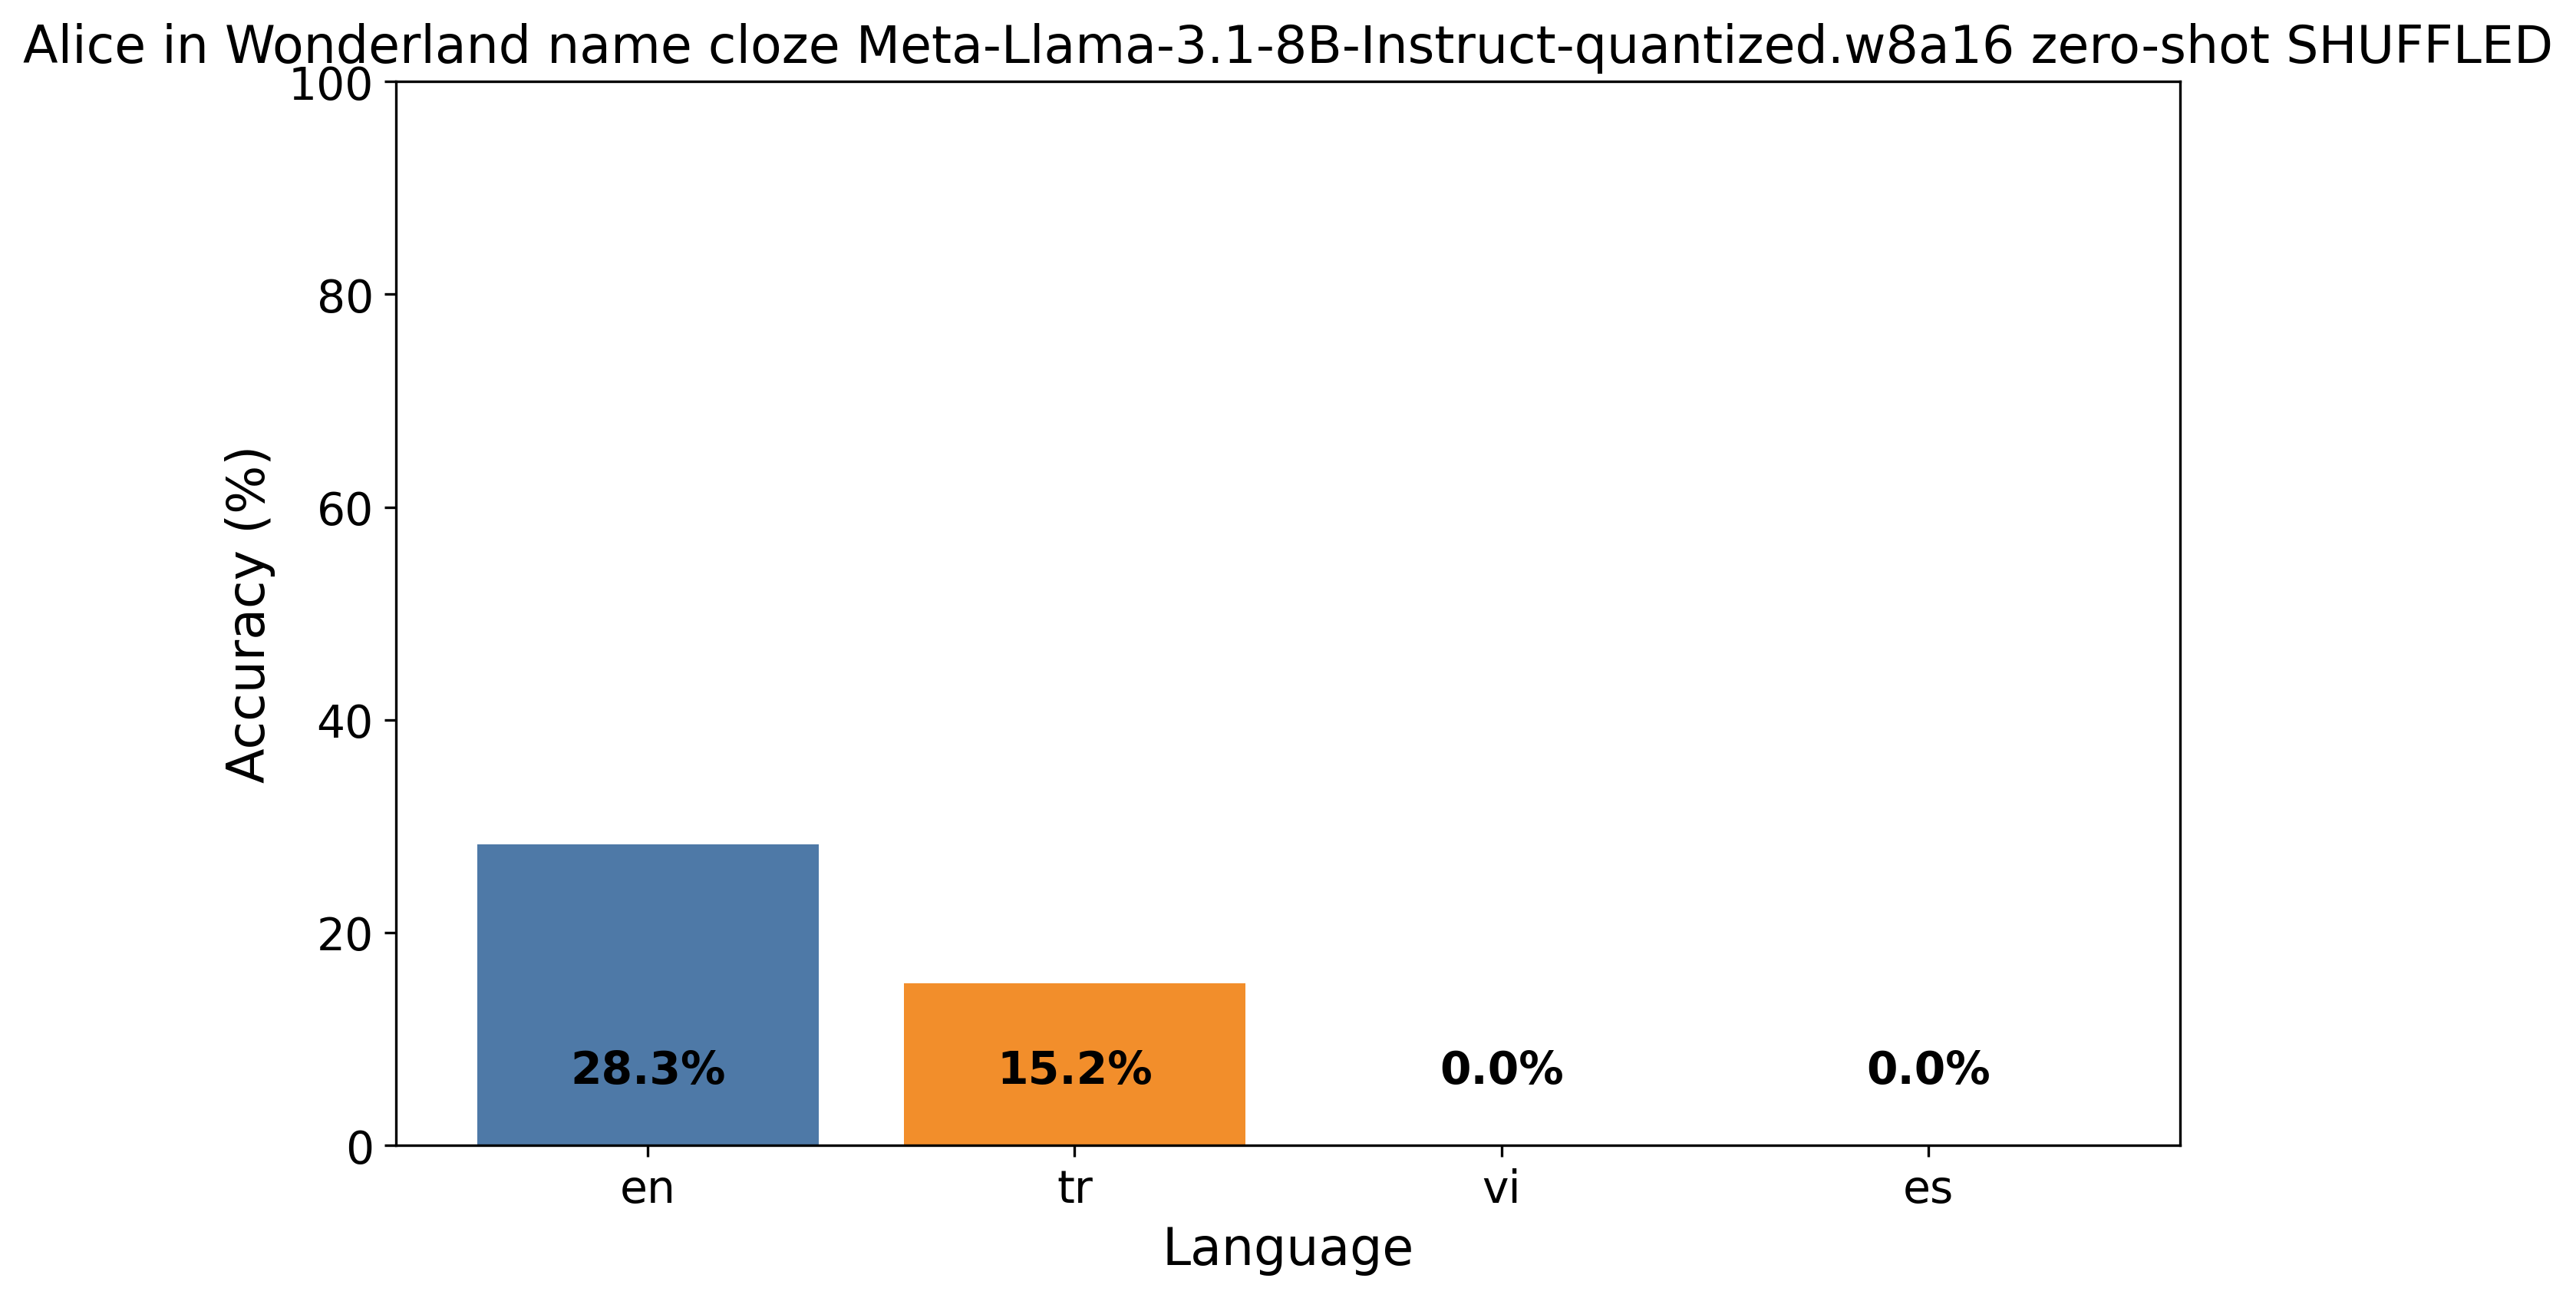 Alice in Wonderland name cloze Meta-Llama-3.1-8B-Instruct-quantized.w8a16 zero-shot SHUFFLED
100
80
60
40
20
0
Accuracy (%)
28.3%
15.2%
0.0%
0.0%
en
tr
vi
es
Language